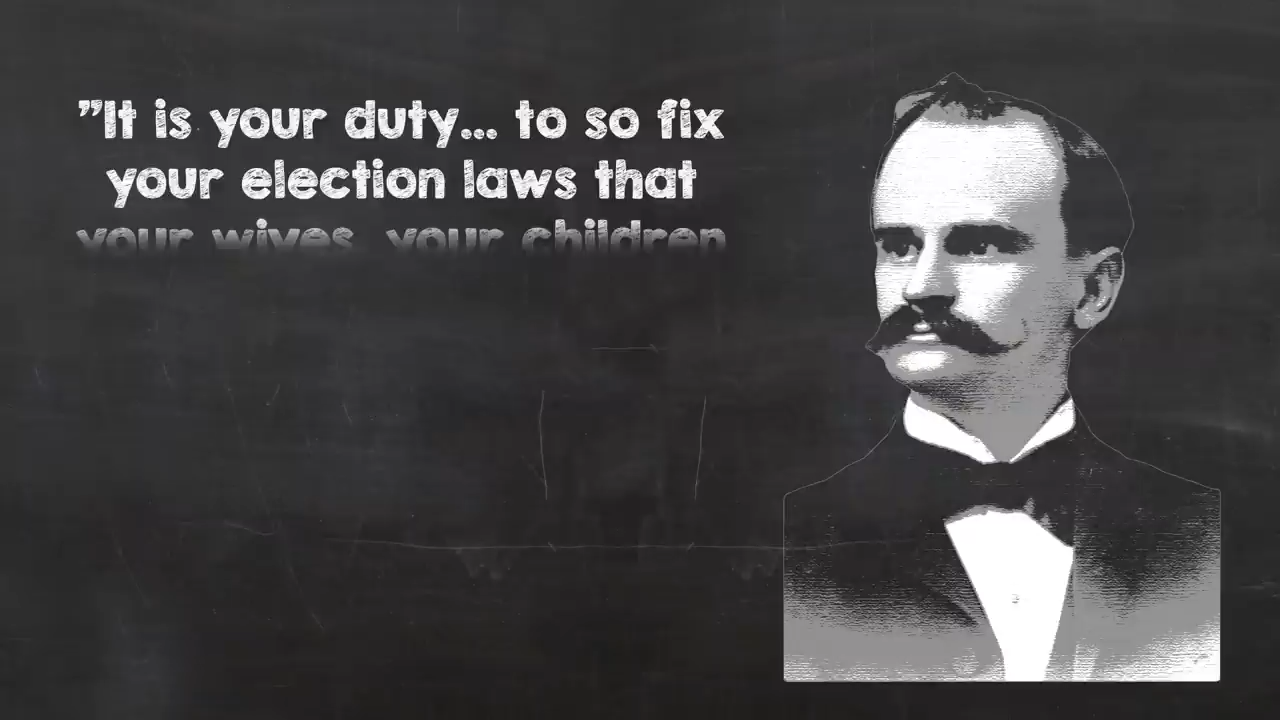 ”It is your duty... to so fix
your election laws that
your wives, your children